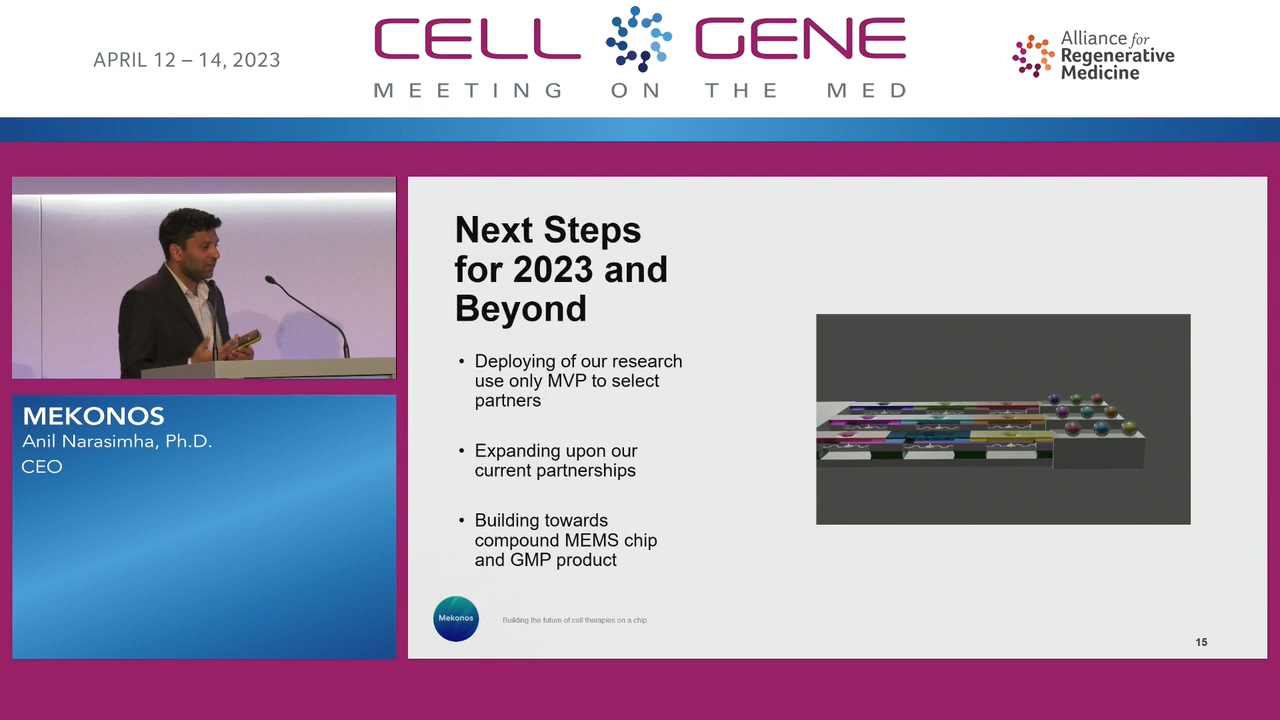 APRIL 12 – 14, 2023
CELL GENE
MEETING ON THE MED
Alliance for
Regenerative
Medicine
MEKONOS
Anil Narasimha, Ph.D.
CEO
Next Steps
for 2023 and
Beyond
• Deploying of our research
use only MVP to select
partners
• Expanding upon our
current partnerships
• Building towards
compound MEMS chip
and GMP product
Mekonos
Building the future of cell therapies on a chip
15